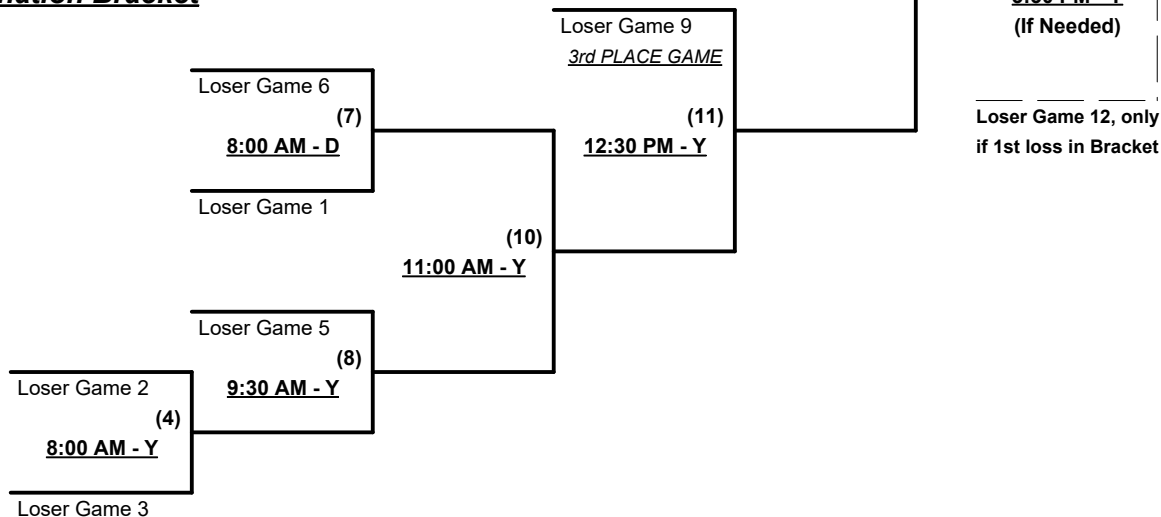 Bracket
(If Needed)
Loser Game 9
3rd PLACE GAME
Loser Game 6
(7)
8:00 AM - D
Loser Game 1
(11)
12:30 PM - Y
Loser Game 12, only
if 1st loss in Bracket
(10)
11:00 AM - Y
Loser Game 5
(8)
9:30 AM - Y
Loser Game 2
(4)
8:00 AM - Y
Loser Game 3